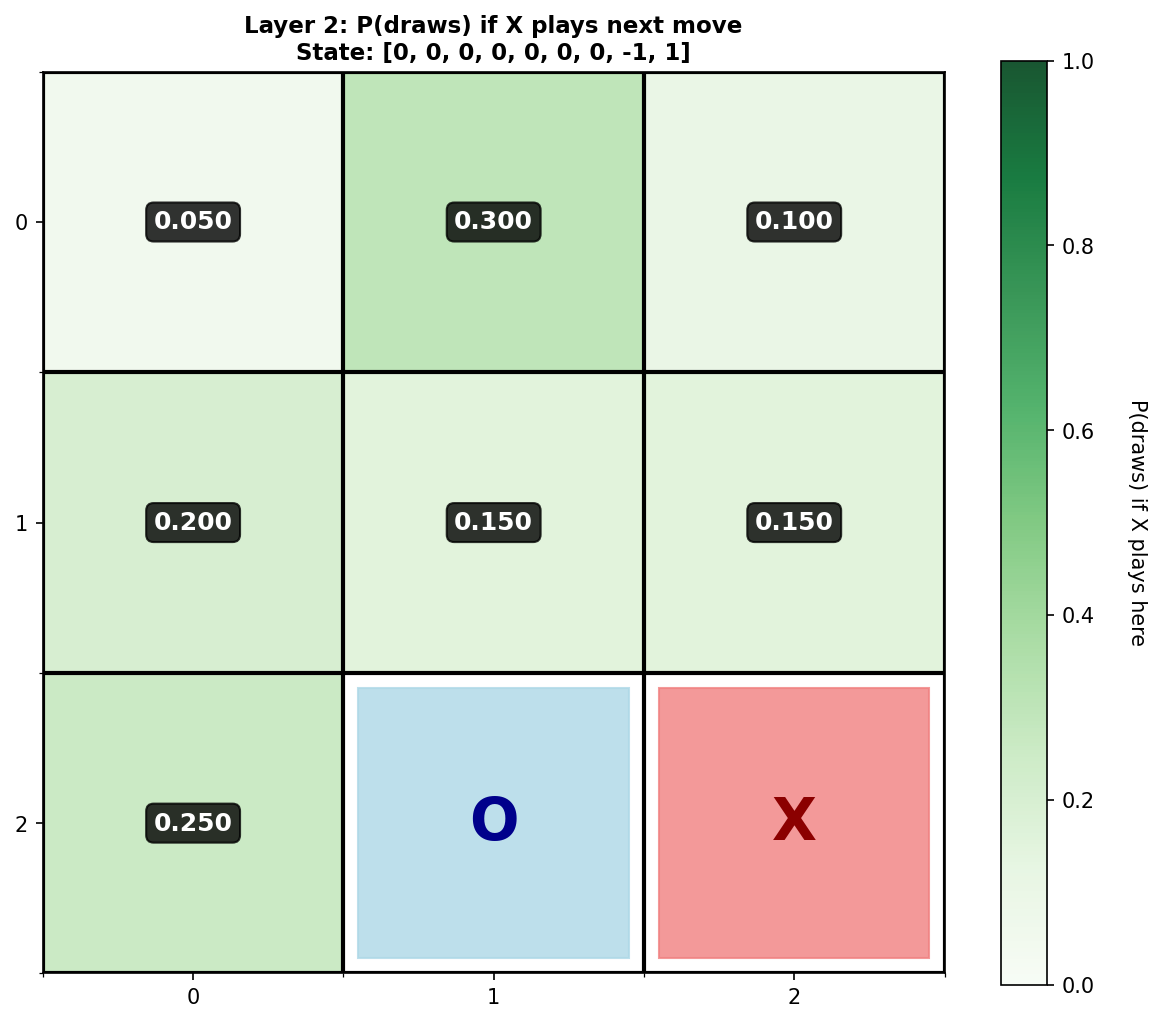 Layer 2: P(draws) if X plays next move
State: [0, 0, 0, 0, 0, 0, 0, -1, 1]
0 0.050 0.300 0.100
1 0.200 0.150 0.150
2 0.250 O X
0 1 2
1.0
0.8
0.6
0.4
0.2
0.0
P(draws) if X plays here